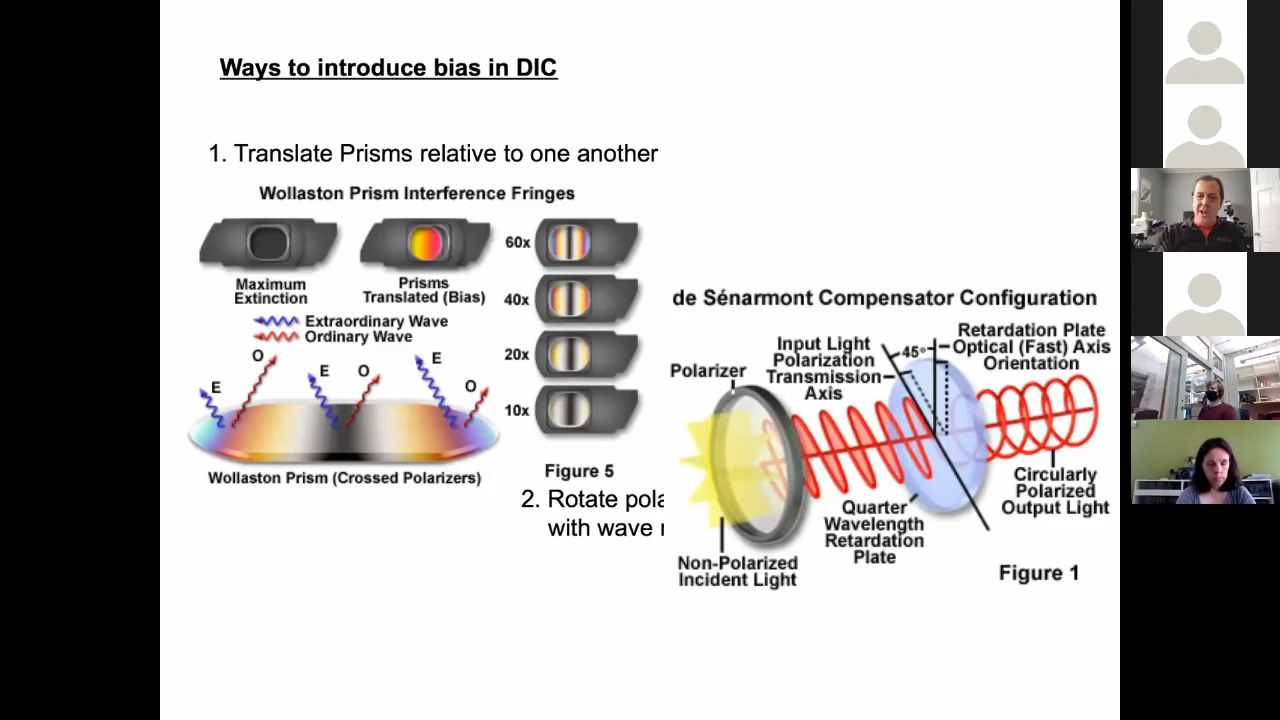 Ways to introduce bias in DIC
1. Translate Prisms relative to one another
Wollaston Prism Interference Fringes
Maximum
Extinction
Prisms
Translated (Bias)
Extraordinary Wave
Ordinary Wave
E
O
E
O
E
O
Wollaston Prism (Crossed Polarizers)
60x
40x
20x
10x
Figure 5
2. Rotate pola
with wave r
de Sénarmont Compensator Configuration
Polarizer
Input Light
Polarization
Transmission
Axis
45°
Retardation Plate
Optical (Fast) Axis
Orientation
Non-Polarized
Incident Light
Quarter
Wavelength
Retardation
Plate
Circularly
Polarized
Output Light
Figure 1